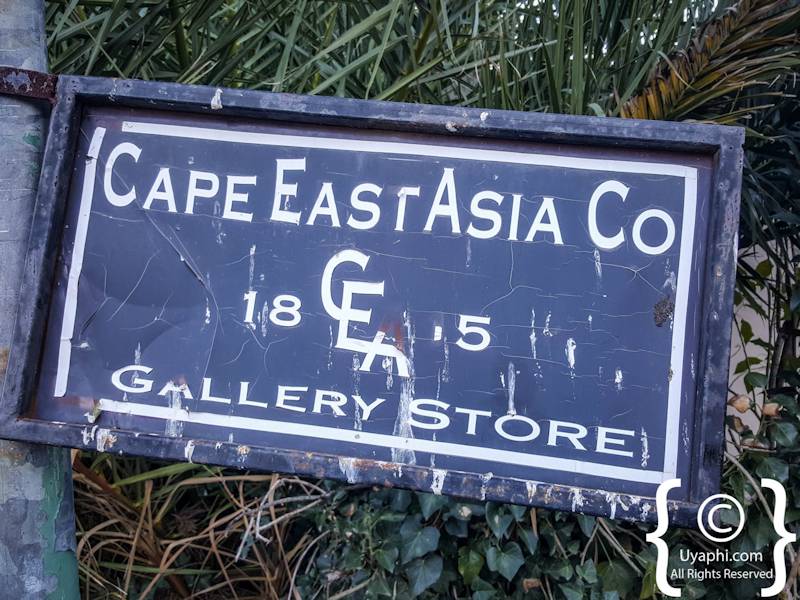 CAPE EAST ASIA CO
18 CEA 5
GALLERY STORE
©
Uyaphi.com
All Rights Reserved